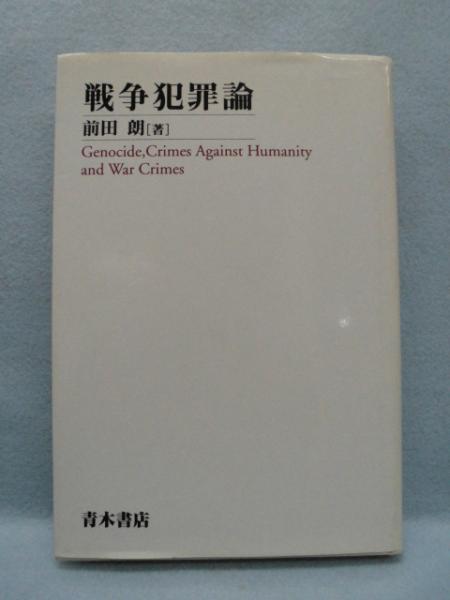 戦争犯罪論
前田 朗[著]
Genocide,Crimes Against Humanity
and War Crimes
青木書店